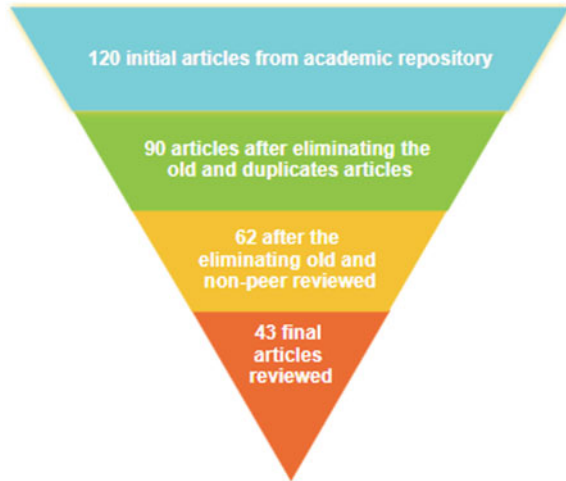 120 initial articles from academic repository
90 articles after eliminating the
old and duplicates articles
62 after the
eliminating old and
non-peer reviewed
43 final
articles
reviewed